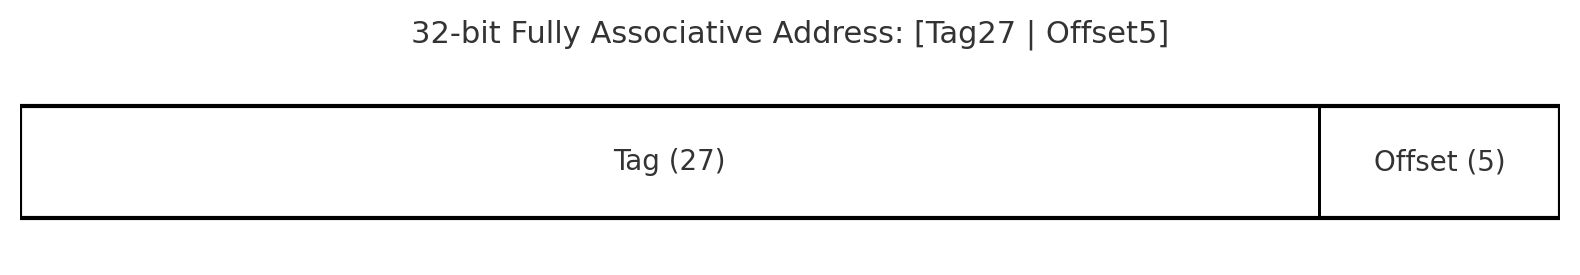 32-bit Fully Associative Address: [Tag27 | Offset5]
Tag (27)
Offset (5)